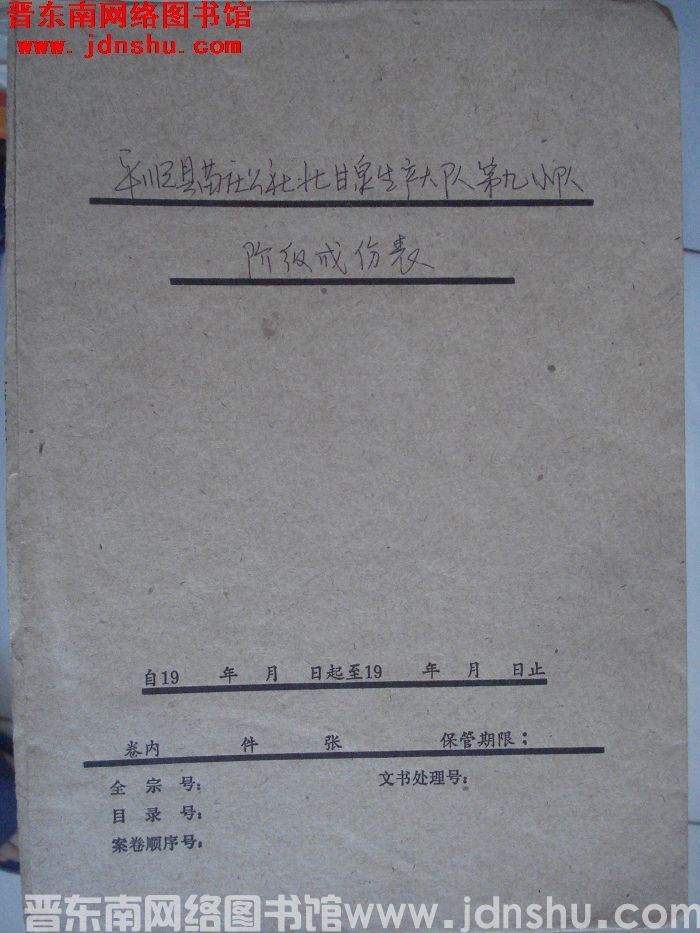 晋东南网络图书馆
www.jdnshu.com
平顺县苗庄公社北甘泉生产大队第九小队
阶级成份表
自19 年 月 日起至19 年 月 日止
卷内 件 张 保管期限：
全宗号： 文书处理号：
目录号：
案卷顺序号：
晋东南网络图书馆www.jdnshu.com